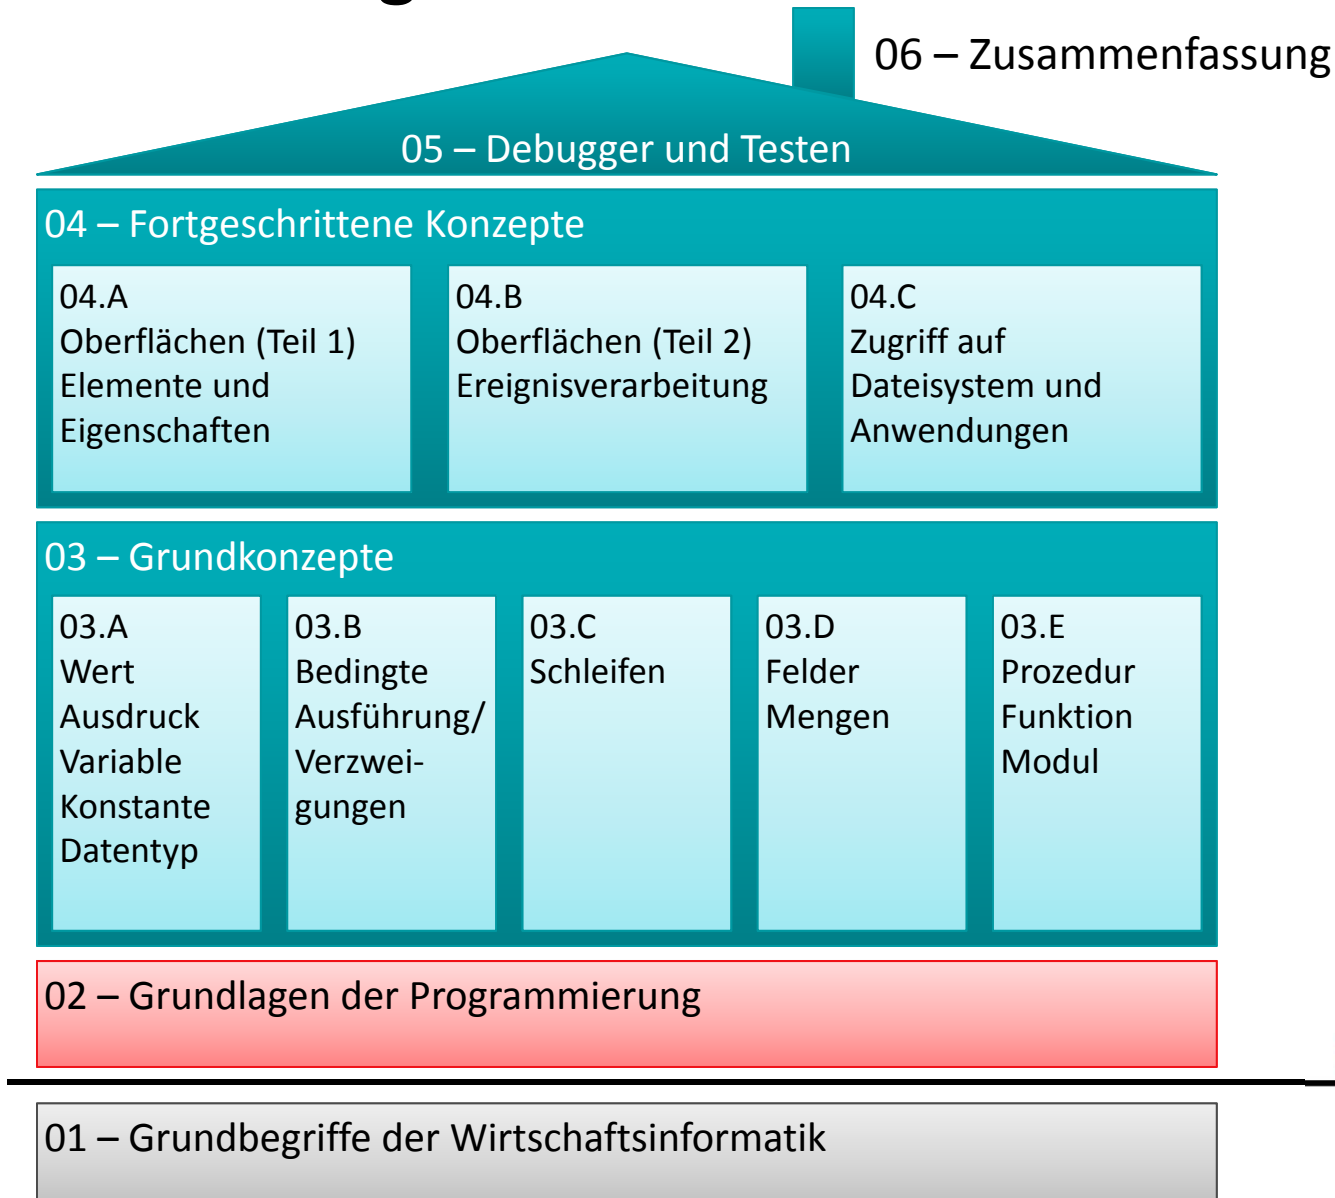 06 – Zusammenfassung
05 – Debugger und Testen
04 – Fortgeschrittene Konzepte
04.A
Oberflächen (Teil 1)
Elemente und
Eigenschaften
04.B
Oberflächen (Teil 2)
Ereignisverarbeitung
04.C
Zugriff auf
Dateisystem und
Anwendungen
03 – Grundkonzepte
03.A
Wert
Ausdruck
Variable
Konstante
Datentyp
03.B
Bedingte
Ausführung/
Verzwei-
gungen
03.C
Schleifen
03.D
Felder
Mengen
03.E
Prozedur
Funktion
Modul
02 – Grundlagen der Programmierung
01 – Grundbegriffe der Wirtschaftsinformatik